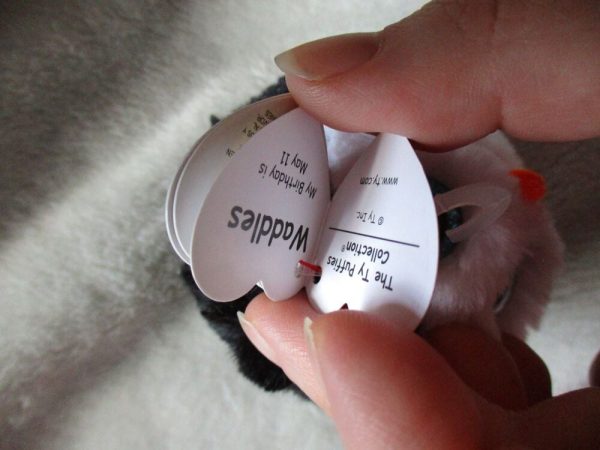 The Ty Puffies
Collection®
© Ty Inc.
www.ty.com
Waddles
My Birthday is
May 11